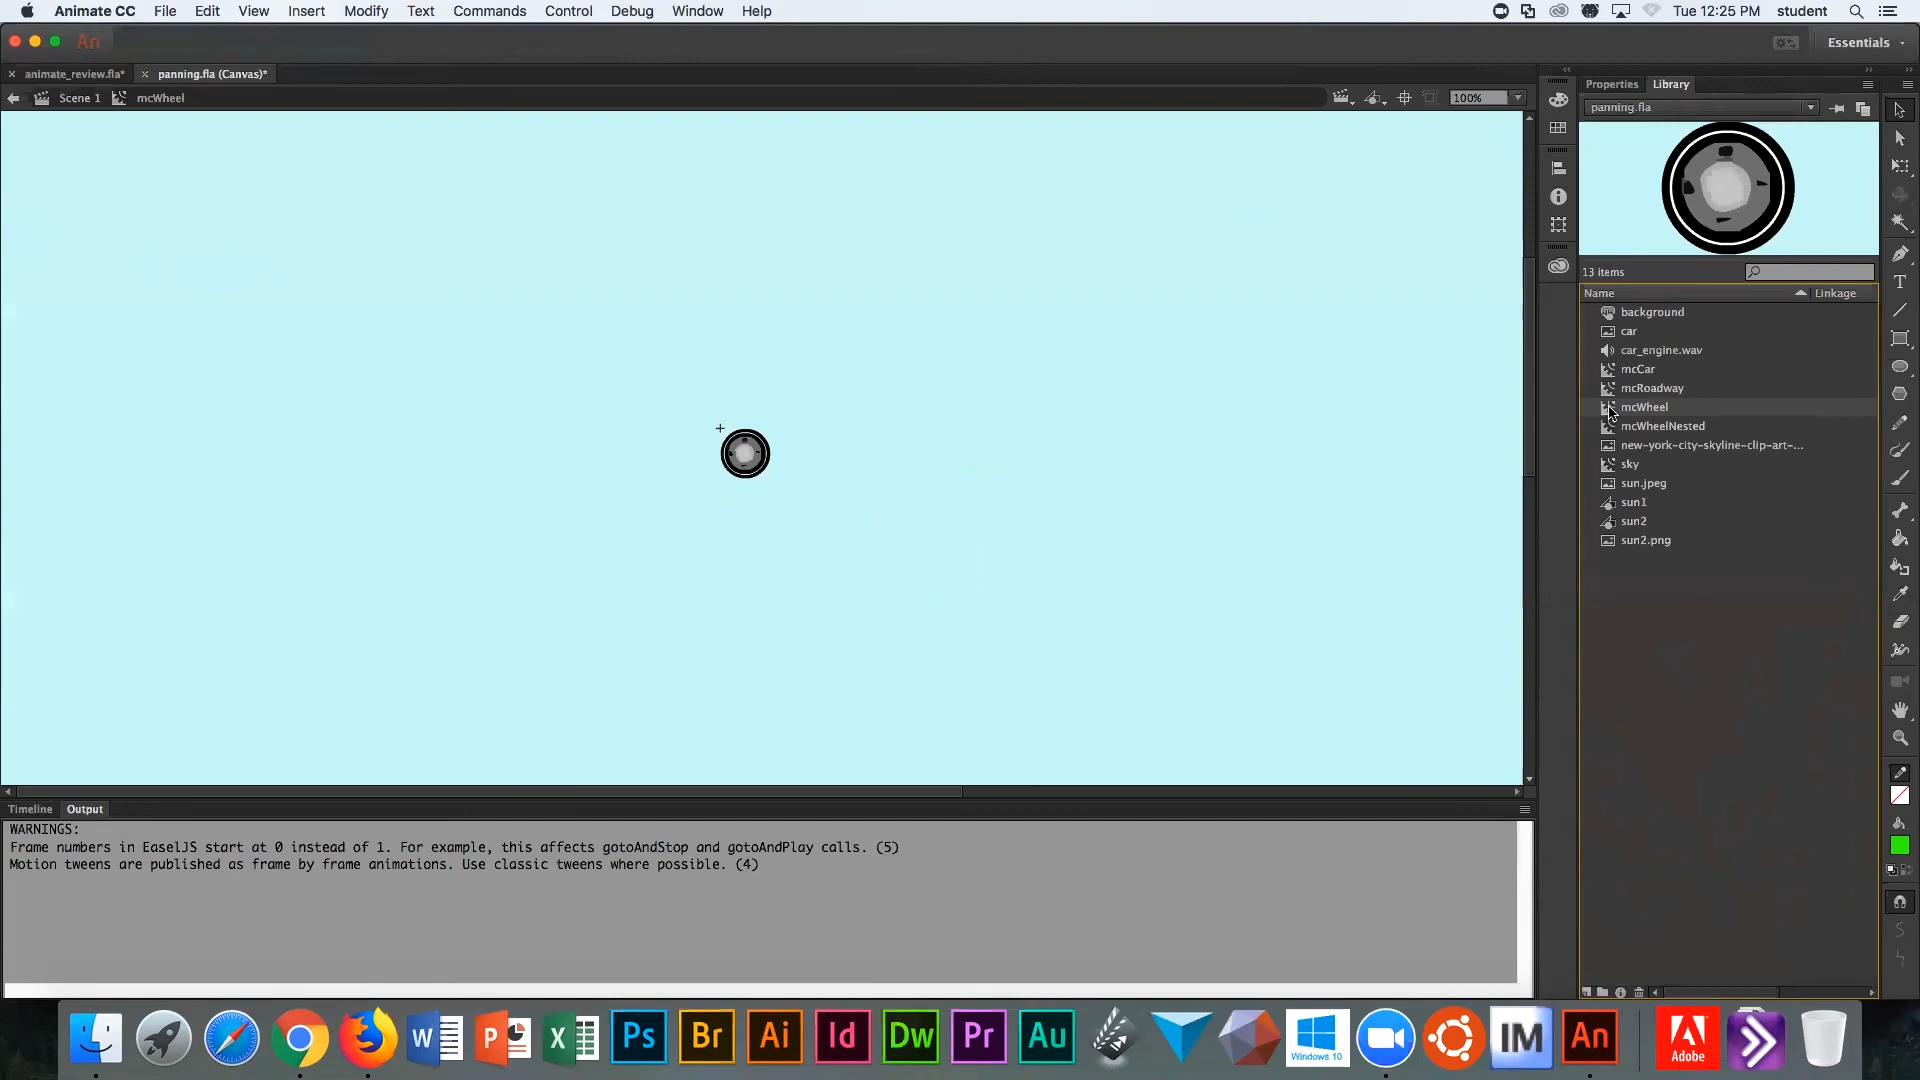 Animate CC File Edit View Insert Modify Text Commands Control Debug Window Help Tue 12:25 PM student
An Essentials
animate_review.fla* panning.fla (Canvas)*
Scene 1 mcWheel 100%
Properties Library
panning.fla
13 items
Name Linkage
background
car
car_engine.wav
mcCar
mcRoadway
mcWheel
mcWheelNested
new-york-city-skyline-clip-art-...
sky
sun.jpeg
sun1
sun2
sun2.png
T
Timeline Output
WARNINGS:
Frame numbers in EaselJS start at 0 instead of 1. For example, this affects gotoAndStop and gotoAndPlay calls. (5)
Motion tweens are published as frame by frame animations. Use classic tweens where possible. (4)
W P X Ps Br Ai Id Dw Pr Au Windows 10 IM An Adobe